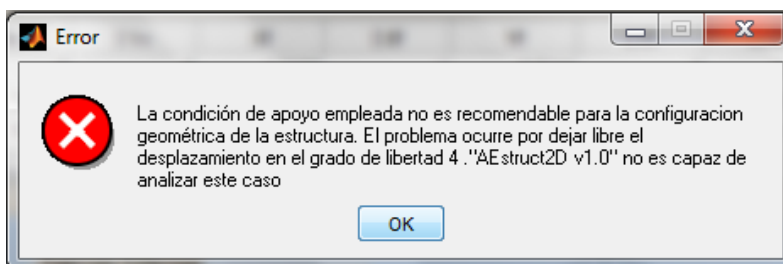 Error
La condición de apoyo empleada no es recomendable para la configuracion
geométrica de la estructura. El problema ocurre por dejar libre el
desplazamiento en el grado de libertad 4 ."AEstruct2D v1.0" no es capaz de
analizar este caso
OK